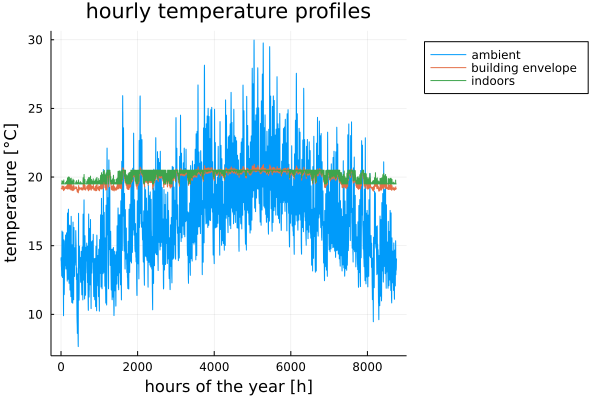 hourly temperature profiles
ambient
building envelope
indoors
30
25
20
15
10
temperature [°C]
0 2000 4000 6000 8000
hours of the year [h]